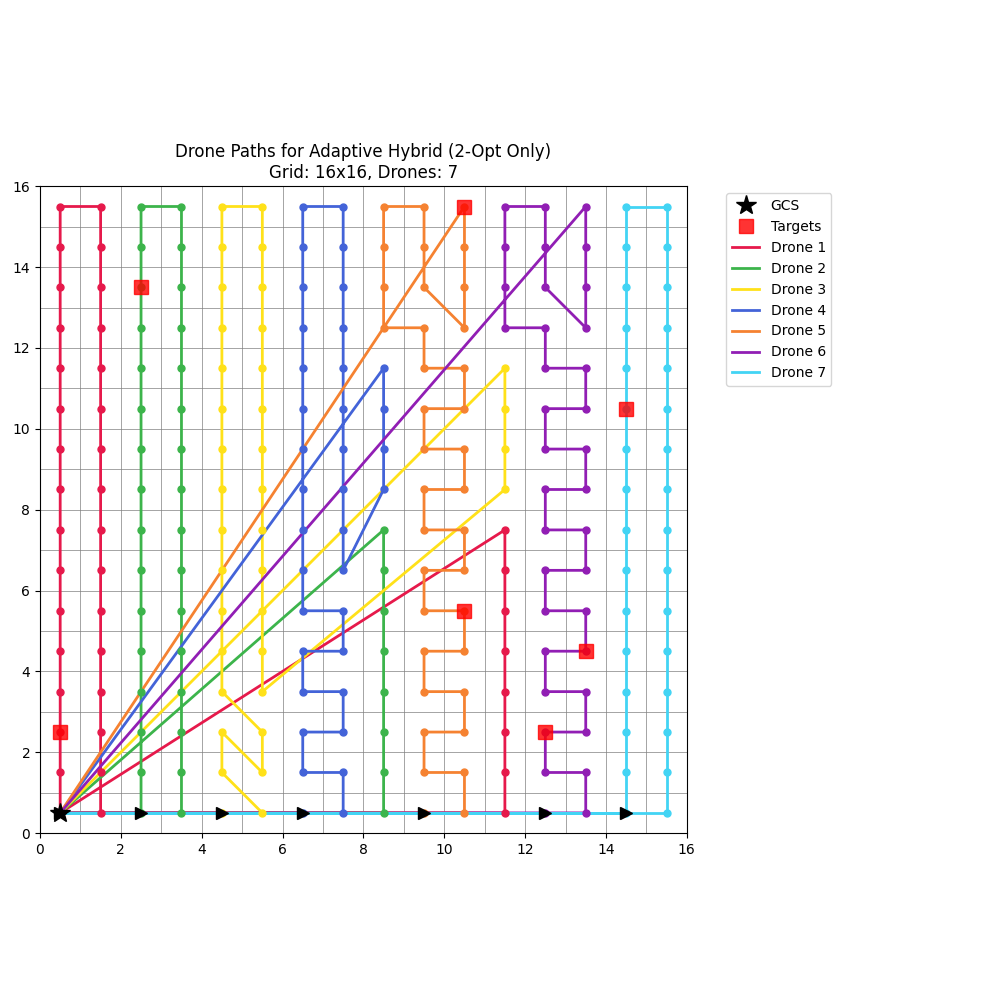 Drone Paths for Adaptive Hybrid (2-Opt Only)
Grid: 16x16, Drones: 7
16
14
12
10
8
6
4
2
0
0 2 4 6 8 10 12 14 16
GCS
Targets
Drone 1
Drone 2
Drone 3
Drone 4
Drone 5
Drone 6
Drone 7